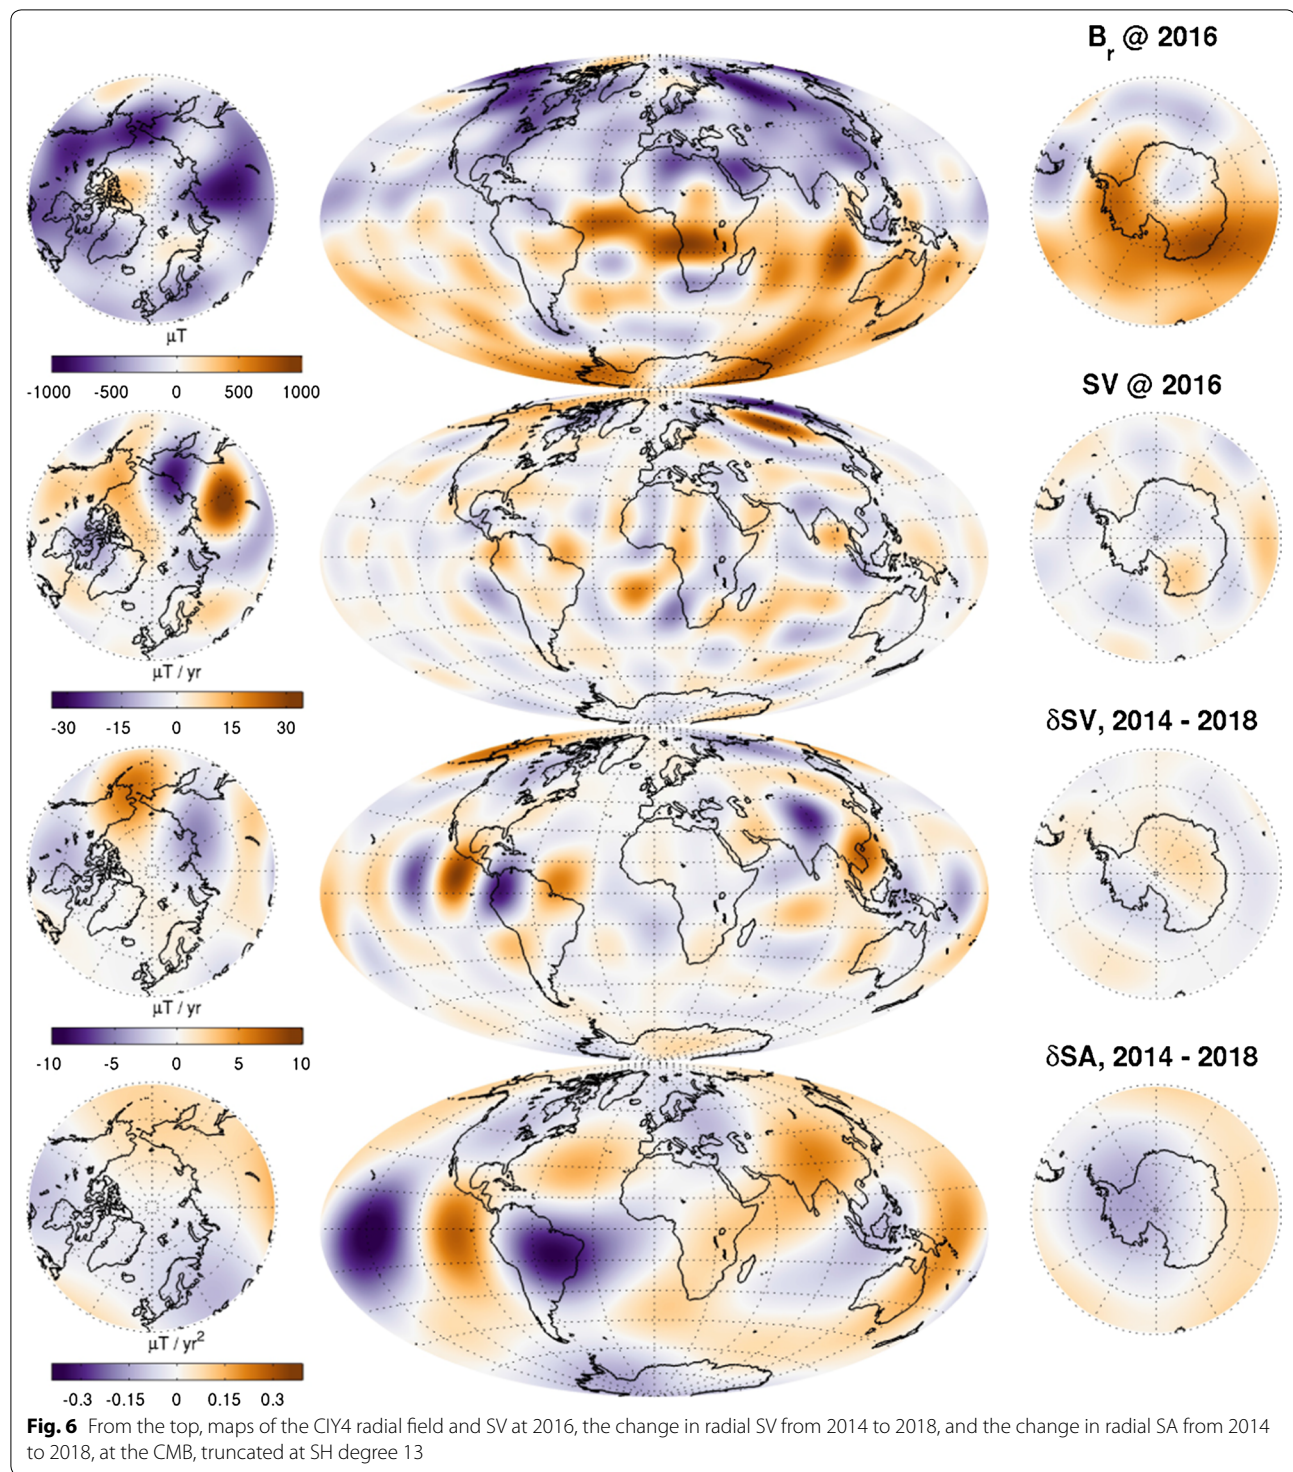 B_r @ 2016
μT
-1000 -500 0 500 1000
SV @ 2016
μT / yr
-30 -15 0 15 30
δSV, 2014 - 2018
μT / yr
-10 -5 0 5 10
δSA, 2014 - 2018
μT / yr²
-0.3 -0.15 0 0.15 0.3
Fig. 6 From the top, maps of the CIY4 radial field and SV at 2016, the change in radial SV from 2014 to 2018, and the change in radial SA from 2014
to 2018, at the CMB, truncated at SH degree 13